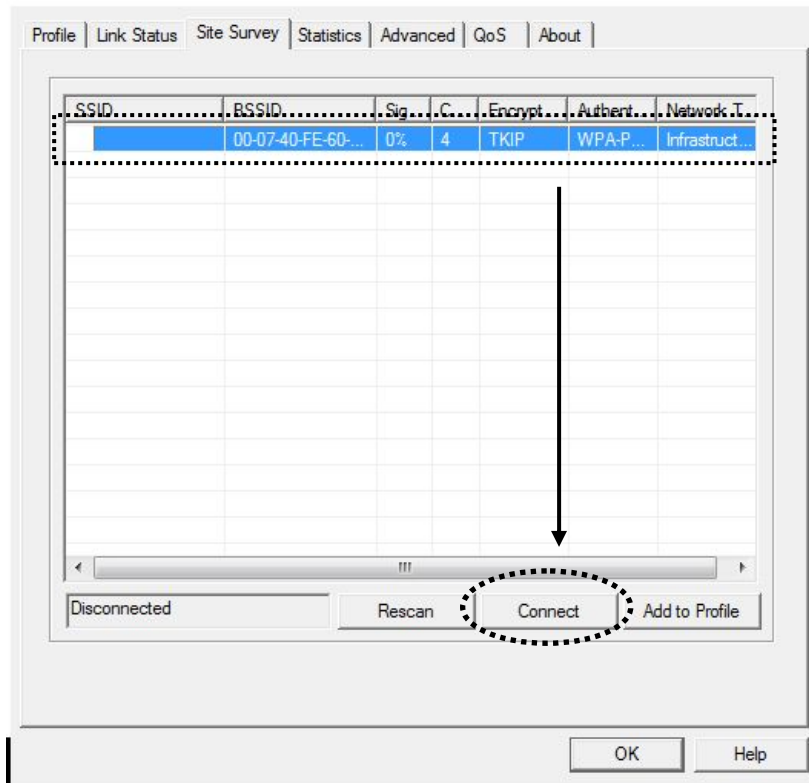 Profile Link Status Site Survey Statistics Advanced QoS About
SSID BSSID Sig... C... Encrypt... Authent... Network T...
00-07-40-FE-60-... 0% 4 TKIP WPA-P... Infrastruct...
Disconnected Rescan Connect Add to Profile
OK Help